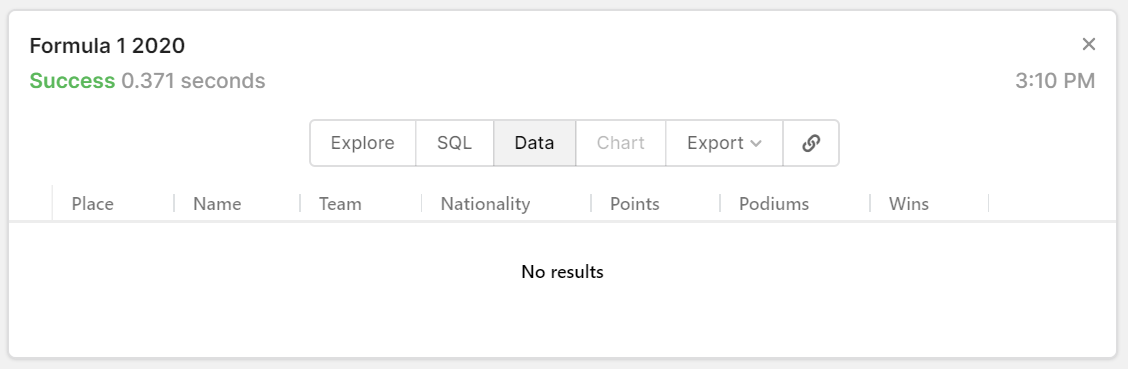 Formula 1 2020
Success 0.371 seconds
3:10 PM
Explore SQL Data Chart Export
Place Name Team Nationality Points Podiums Wins
No results